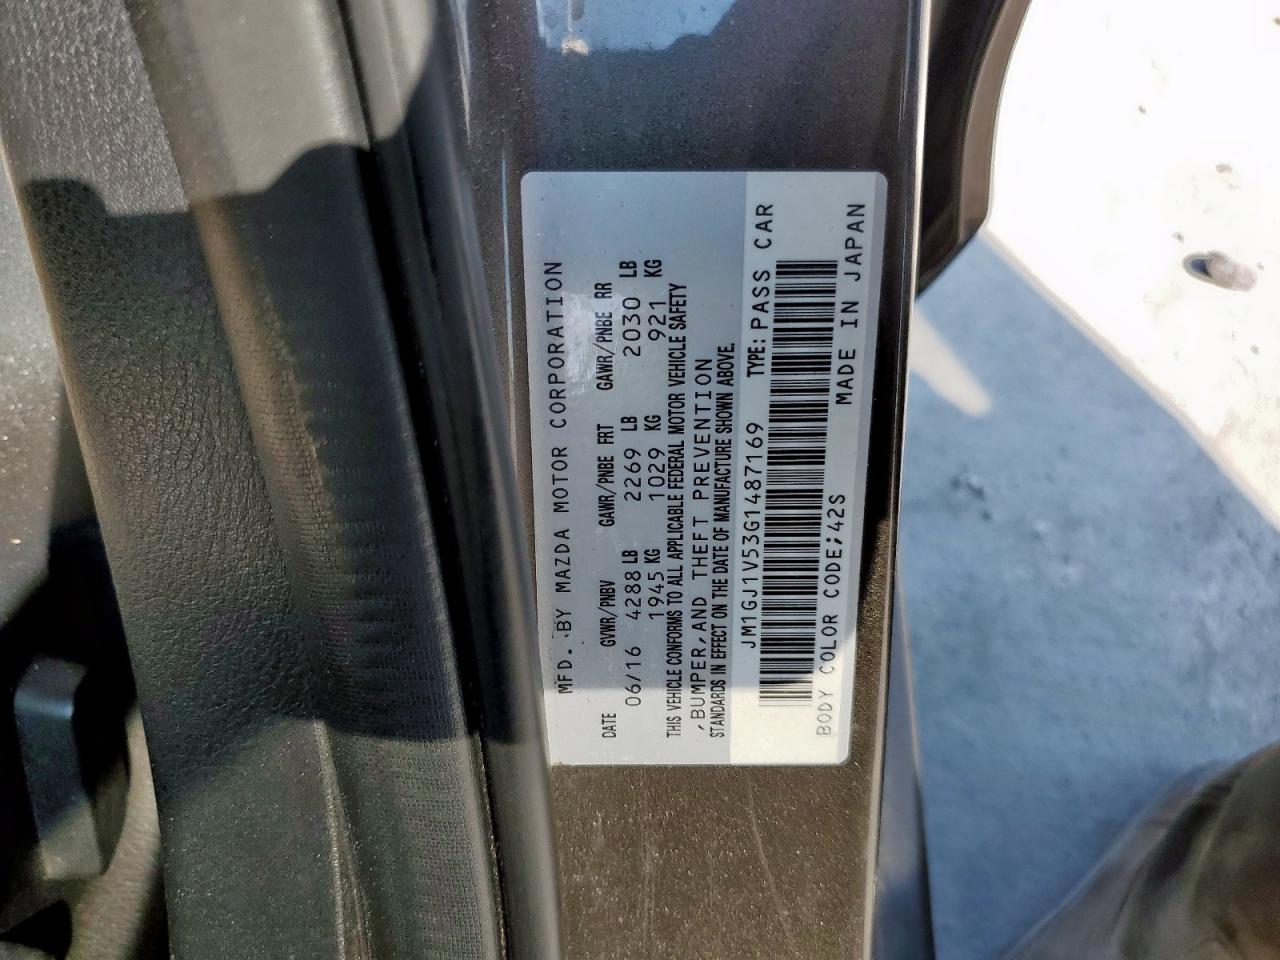 MFD. BY MAZDA MOTOR CORPORATION
DATE GVWR/PNBV GAWR/PNBE FRT GAWR/PNBE RR
06/16 4288 LB 2269 LB 2030 LB
1945 KG 1029 KG 921 KG
THIS VEHICLE CONFORMS TO ALL APPLICABLE FEDERAL MOTOR VEHICLE SAFETY
,BUMPER,AND THEFT PREVENTION
STANDARDS IN EFFECT ON THE DATE OF MANUFACTURE SHOWN ABOVE.
JM1GJ1V53G1487169 TYPE: PASS CAR
BODY COLOR CODE;42S MADE IN JAPAN